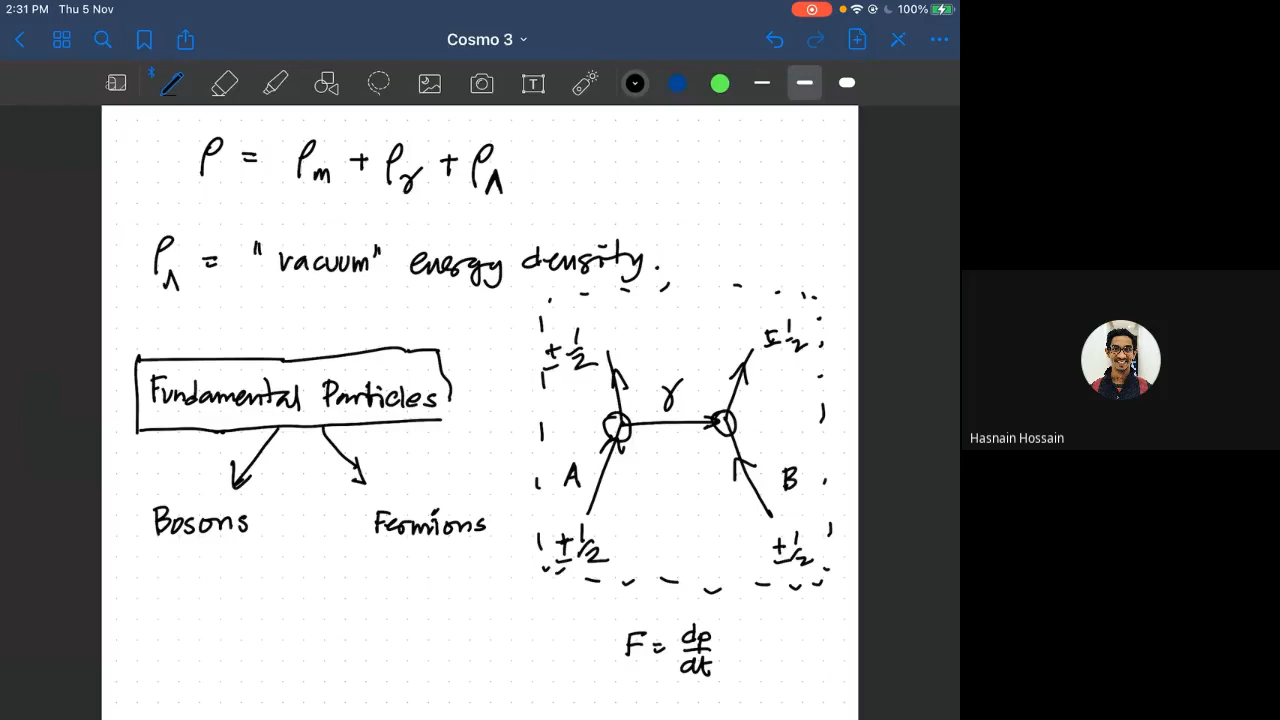 2:31 PM Thu 5 Nov
100%
Cosmo 3
T
ρ = ρm + ργ + ρΛ
ρΛ = "vacuum" energy density.
± 1/2
± 1/2
Fundamental Particles
γ
A
B
Bosons
Fermions
± 1/2
± 1/2
F = dp/dt
Hasnain Hossain